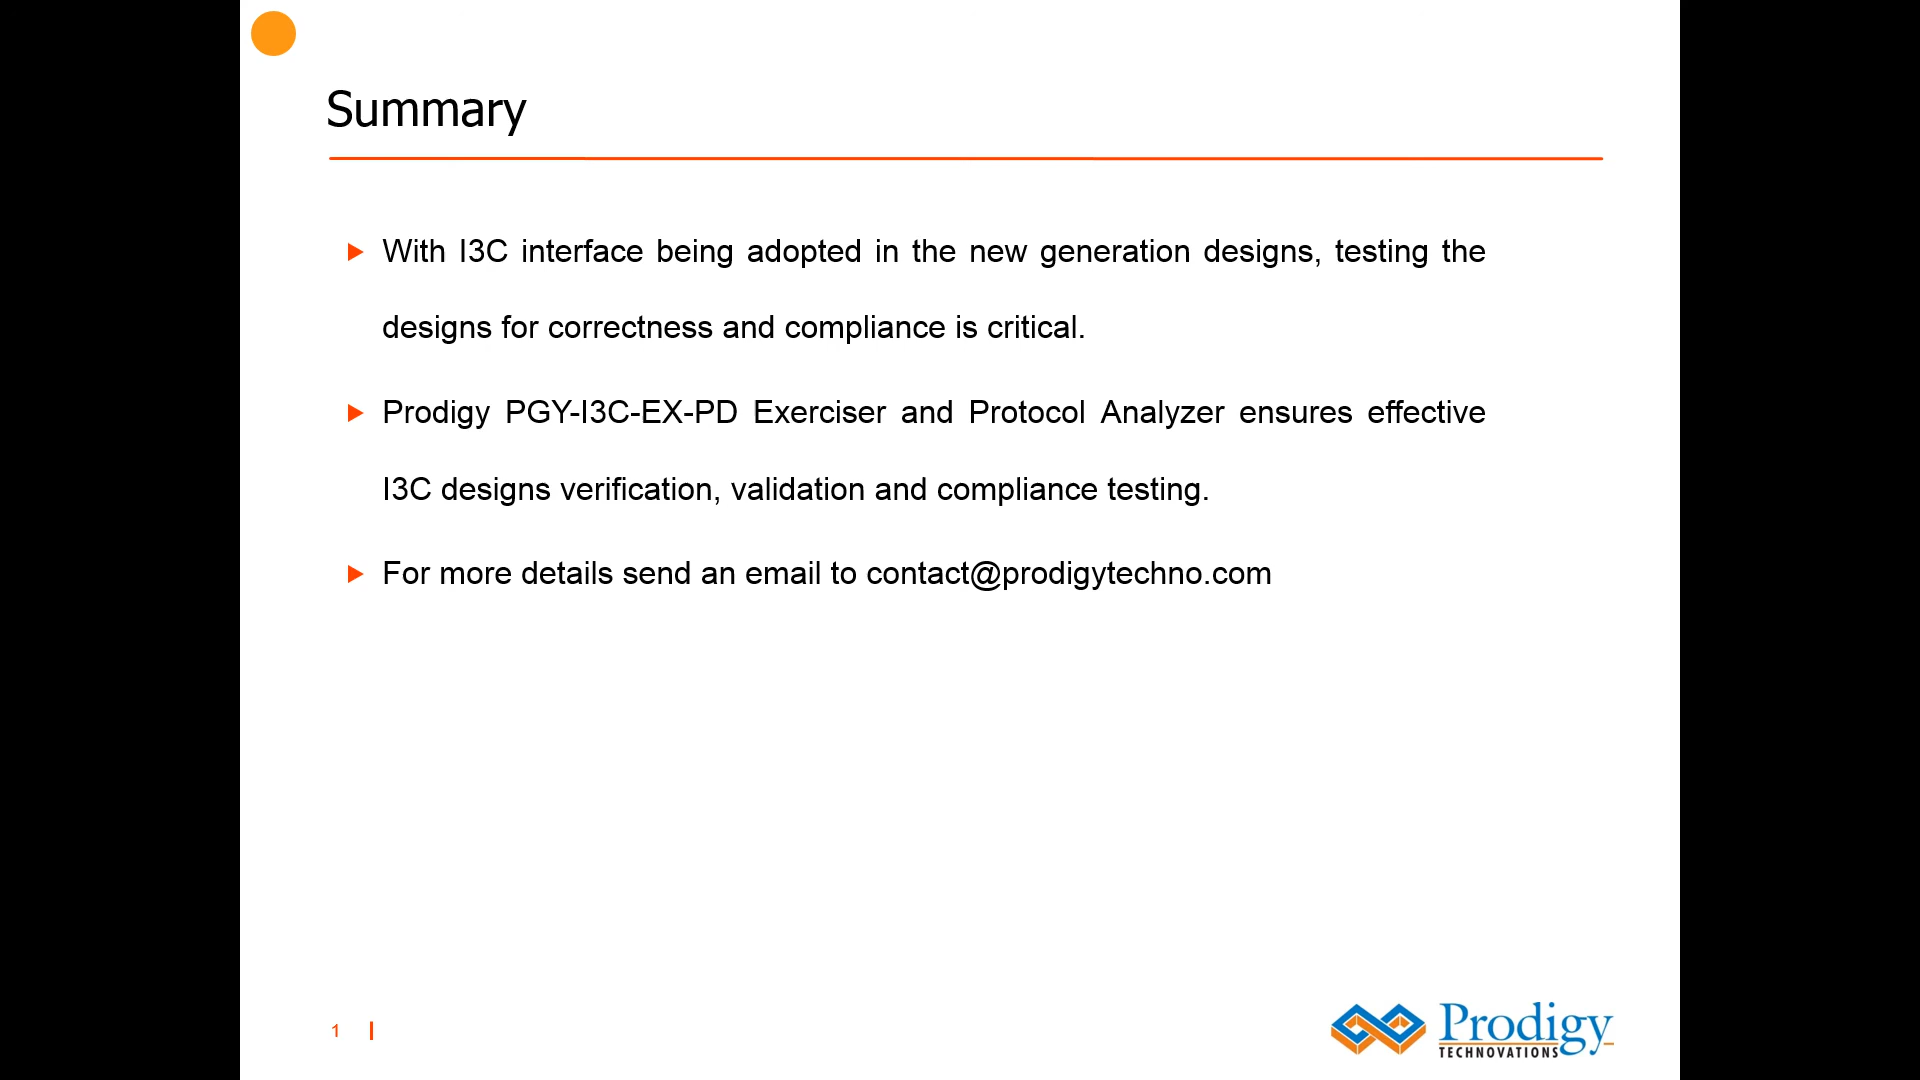 Summary
With I3C interface being adopted in the new generation designs, testing the
designs for correctness and compliance is critical.
Prodigy PGY-I3C-EX-PD Exerciser and Protocol Analyzer ensures effective
I3C designs verification, validation and compliance testing.
For more details send an email to contact@prodigytechno.com
1
Prodigy
TECHNOVATIONS